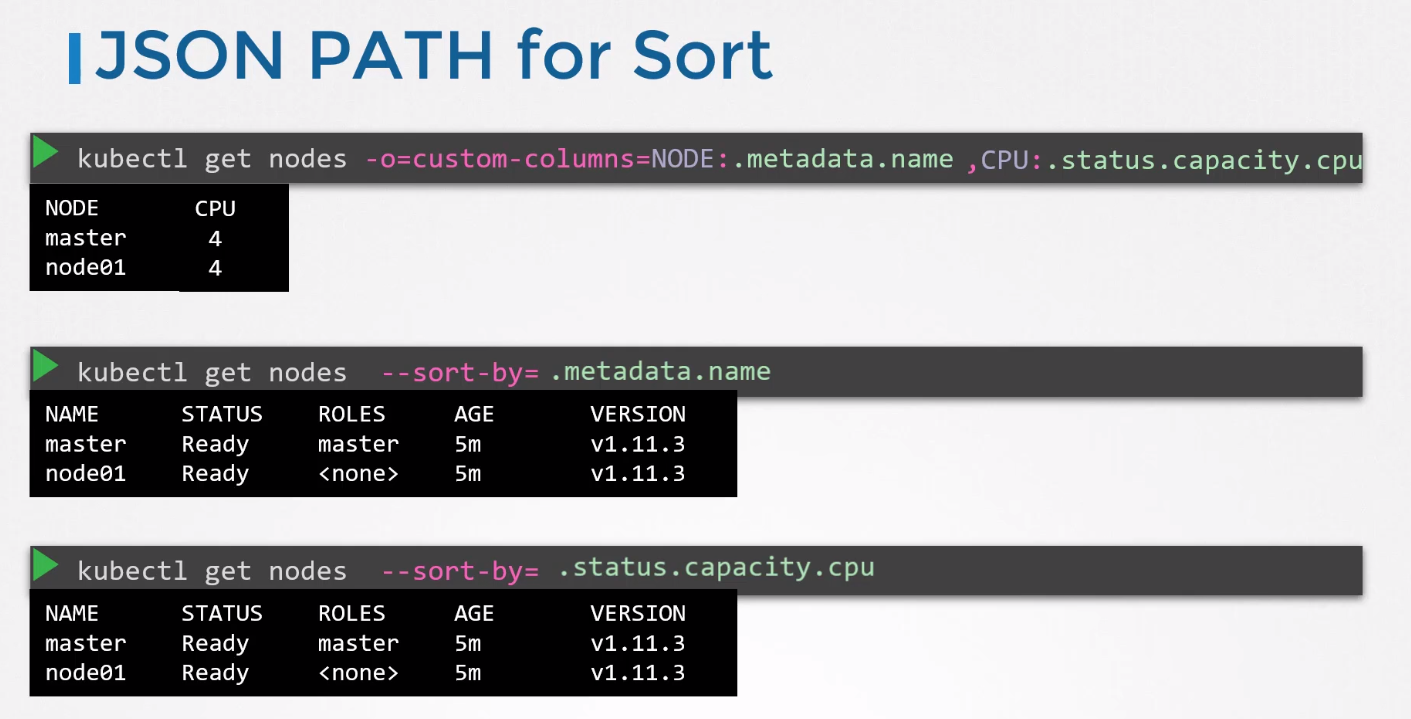 JSON PATH for Sort
kubectl get nodes -o=custom-columns=NODE:.metadata.name ,CPU:.status.capacity.cpu
NODE CPU
master 4
node01 4
kubectl get nodes --sort-by= .metadata.name
NAME STATUS ROLES AGE VERSION
master Ready master 5m v1.11.3
node01 Ready <none> 5m v1.11.3
kubectl get nodes --sort-by= .status.capacity.cpu
NAME STATUS ROLES AGE VERSION
master Ready master 5m v1.11.3
node01 Ready <none> 5m v1.11.3